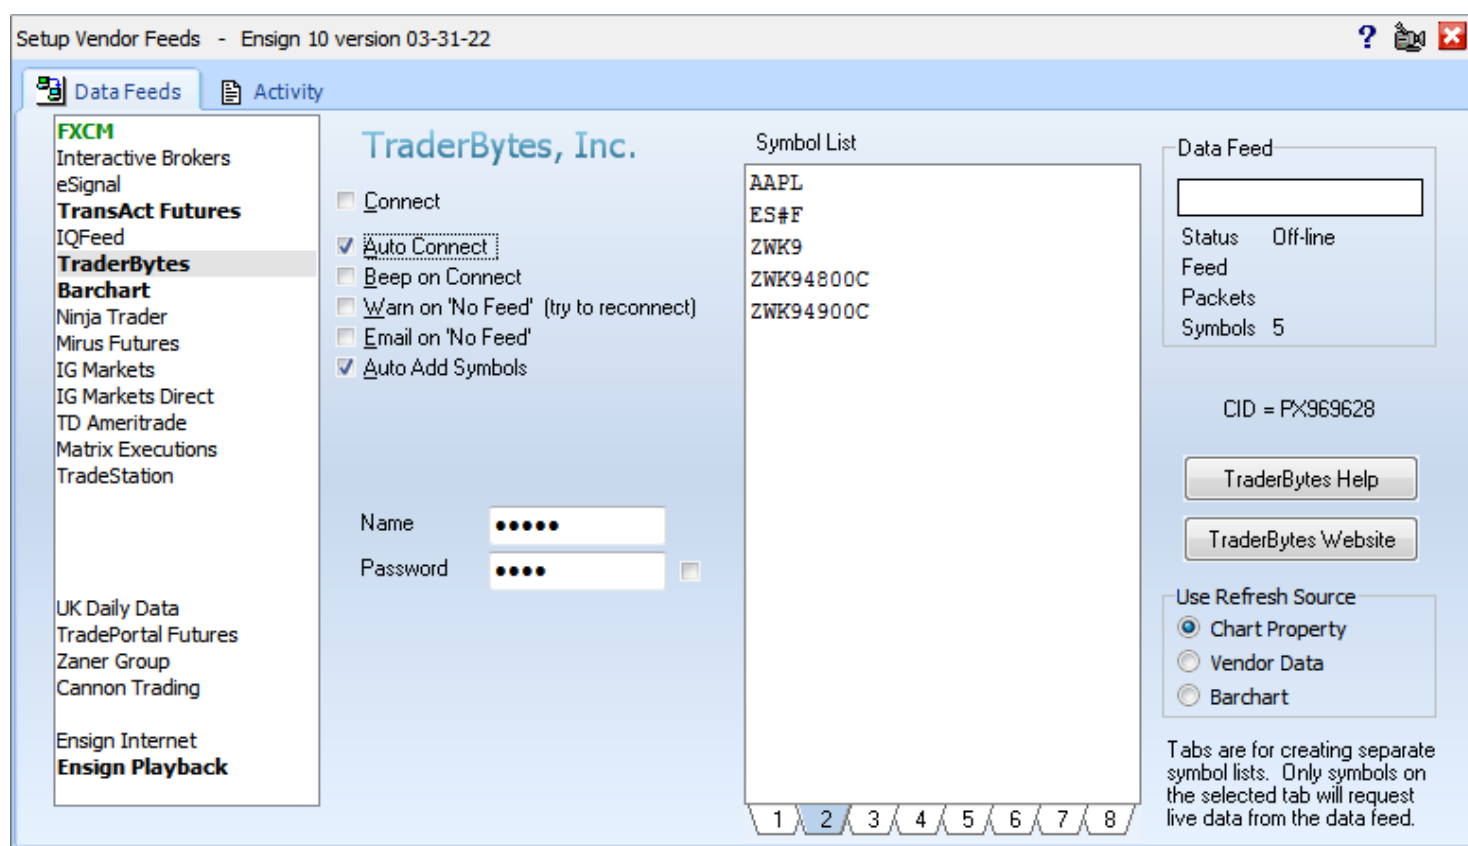 Setup Vendor Feeds - Ensign 10 version 03-31-22
?
Data Feeds
Activity
FXCM
Interactive Brokers
eSignal
TransAct Futures
IQFeed
TraderBytes
Barchart
Ninja Trader
Mirus Futures
IG Markets
IG Markets Direct
TD Ameritrade
Matrix Executions
TradeStation
UK Daily Data
TradePortal Futures
Zaner Group
Cannon Trading
Ensign Internet
Ensign Playback
TraderBytes, Inc.
Connect
Auto Connect
Beep on Connect
Warn on 'No Feed' (try to reconnect)
Email on 'No Feed'
Auto Add Symbols
Name •••••
Password ••••
Symbol List
AAPL
ES#F
ZWK9
ZWK94800C
ZWK94900C
1 2 3 4 5 6 7 8
Data Feed
Status Off-line
Feed
Packets
Symbols 5
CID = PX969628
TraderBytes Help
TraderBytes Website
Use Refresh Source
Chart Property
Vendor Data
Barchart
Tabs are for creating separate
symbol lists. Only symbols on
the selected tab will request
live data from the data feed.